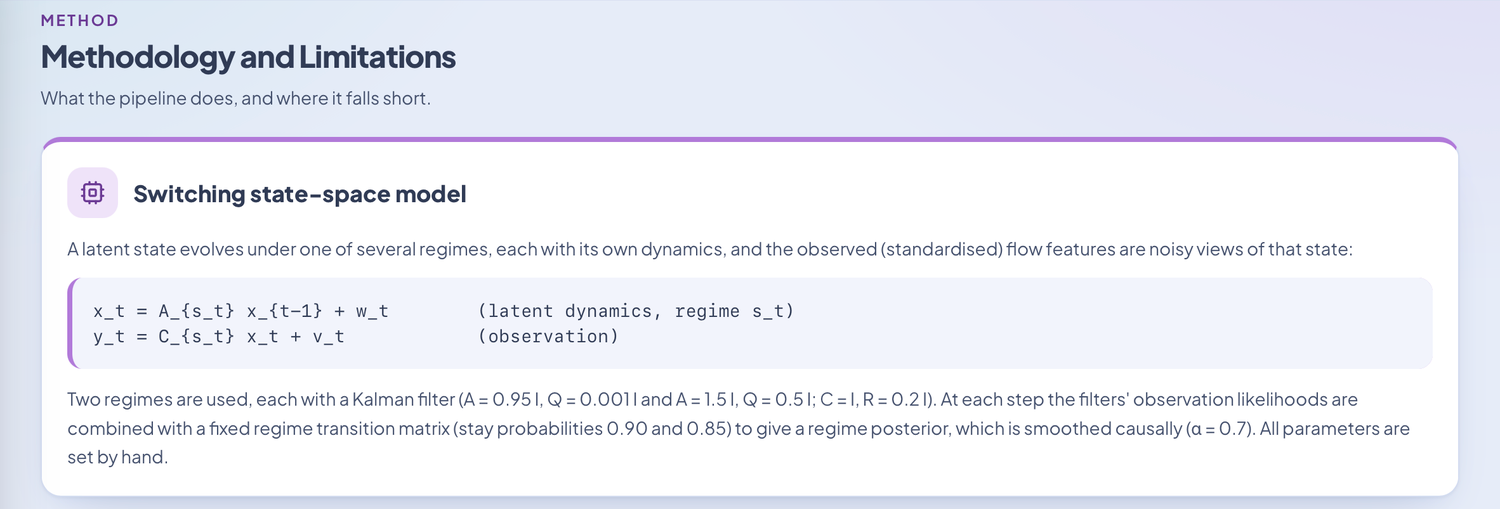 METHOD
Methodology and Limitations
What the pipeline does, and where it falls short.
Switching state-space model
A latent state evolves under one of several regimes, each with its own dynamics, and the observed (standardised) flow features are noisy views of that state:
x_t = A_{s_t} x_{t−1} + w_t        (latent dynamics, regime s_t)
y_t = C_{s_t} x_t + v_t            (observation)
Two regimes are used, each with a Kalman filter (A = 0.95 I, Q = 0.001 I and A = 1.5 I, Q = 0.5 I; C = I, R = 0.2 I). At each step the filters' observation likelihoods are
combined with a fixed regime transition matrix (stay probabilities 0.90 and 0.85) to give a regime posterior, which is smoothed causally (α = 0.7). All parameters are
set by hand.